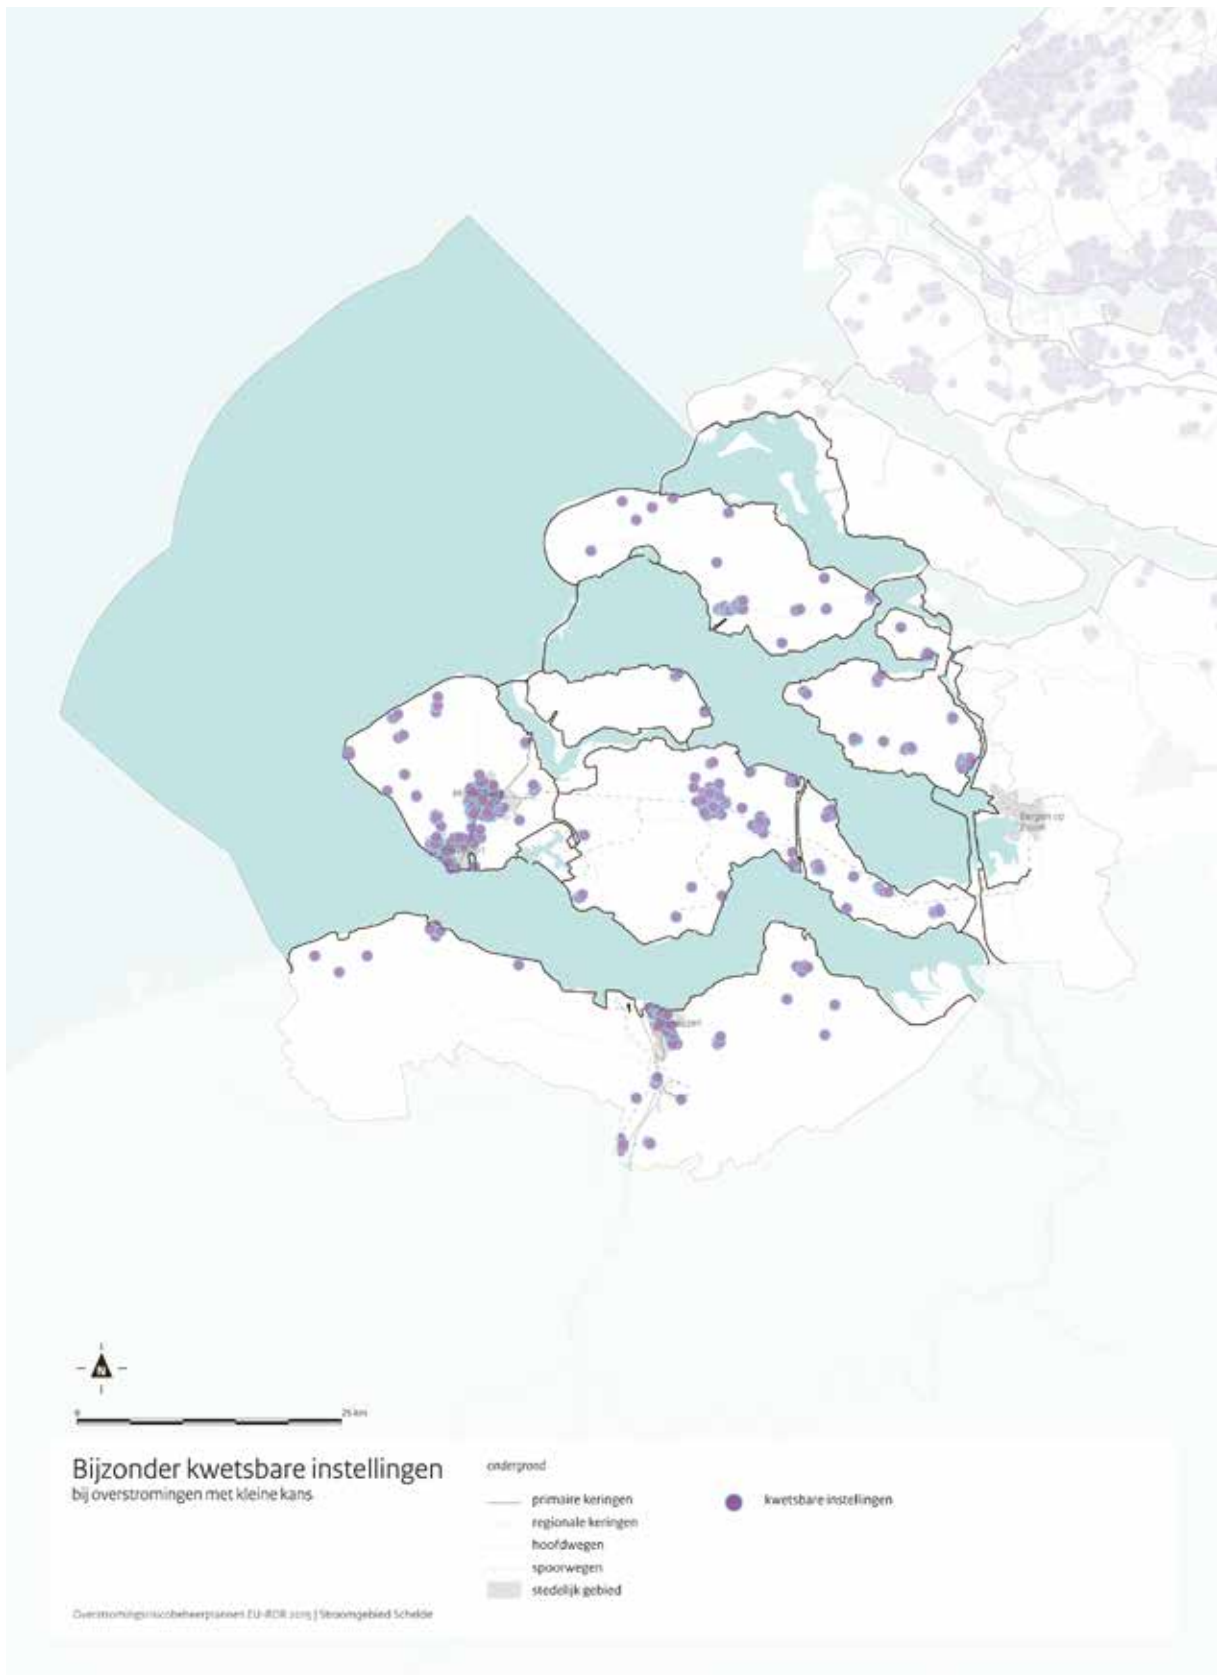 Bergen op
Zoom
1
N
0
25 km
Bijzonder kwetsbare instellingen
bij overstromingen met kleine kans
ondergrond
primaire keringen
regionale keringen
hoofdwegen
spoorwegen
stedelijk gebied
kwetsbare instellingen
Overstromingsrisicobeheerplannen EU-ROR 2015 | Stroomgebied Schelde